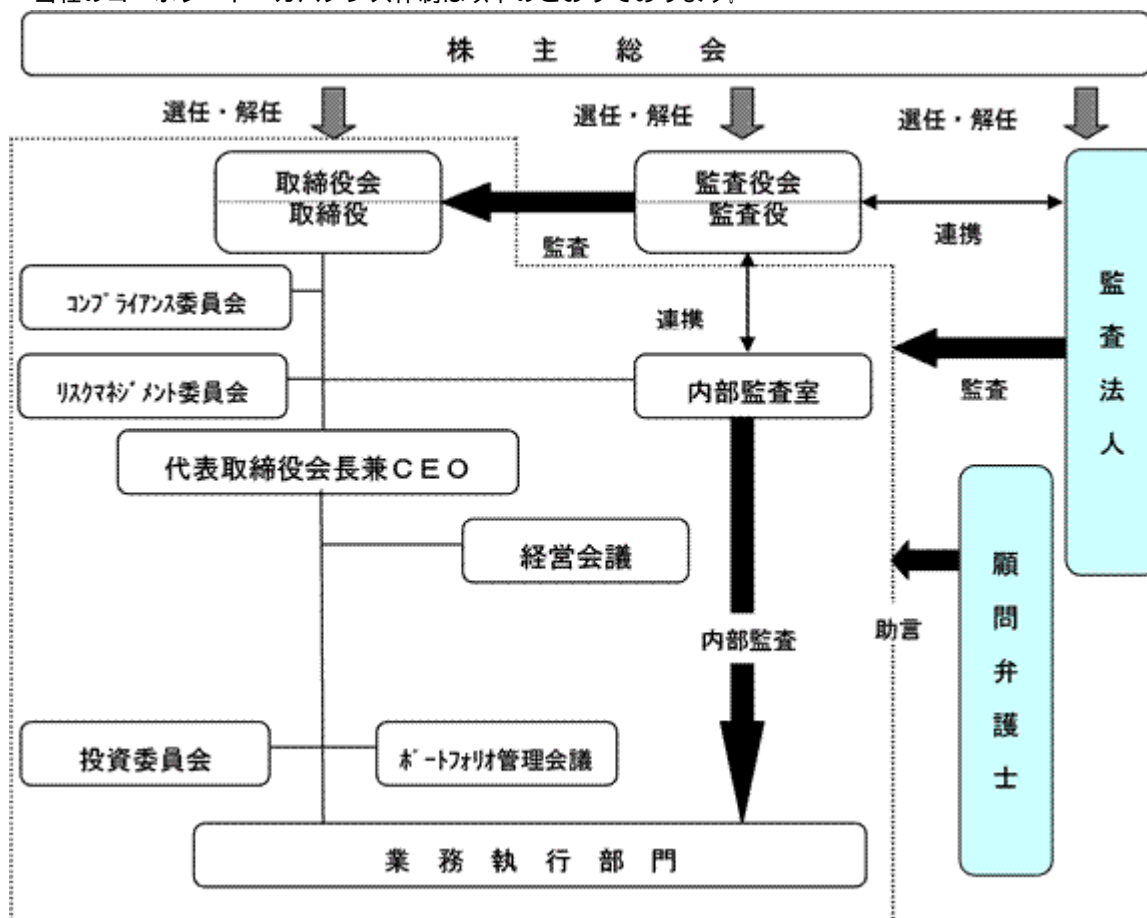 株主総会
選任・解任
選任・解任
選任・解任
取締役会
取締役
監査役会
監査役
監査
連携
コンプライアンス委員会
連携
監査法人
リスクマネジメント委員会
内部監査室
監査
代表取締役会長兼CEO
経営会議
顧問弁護士
助言
内部監査
投資委員会
ポートフォリオ管理会議
業務執行部門